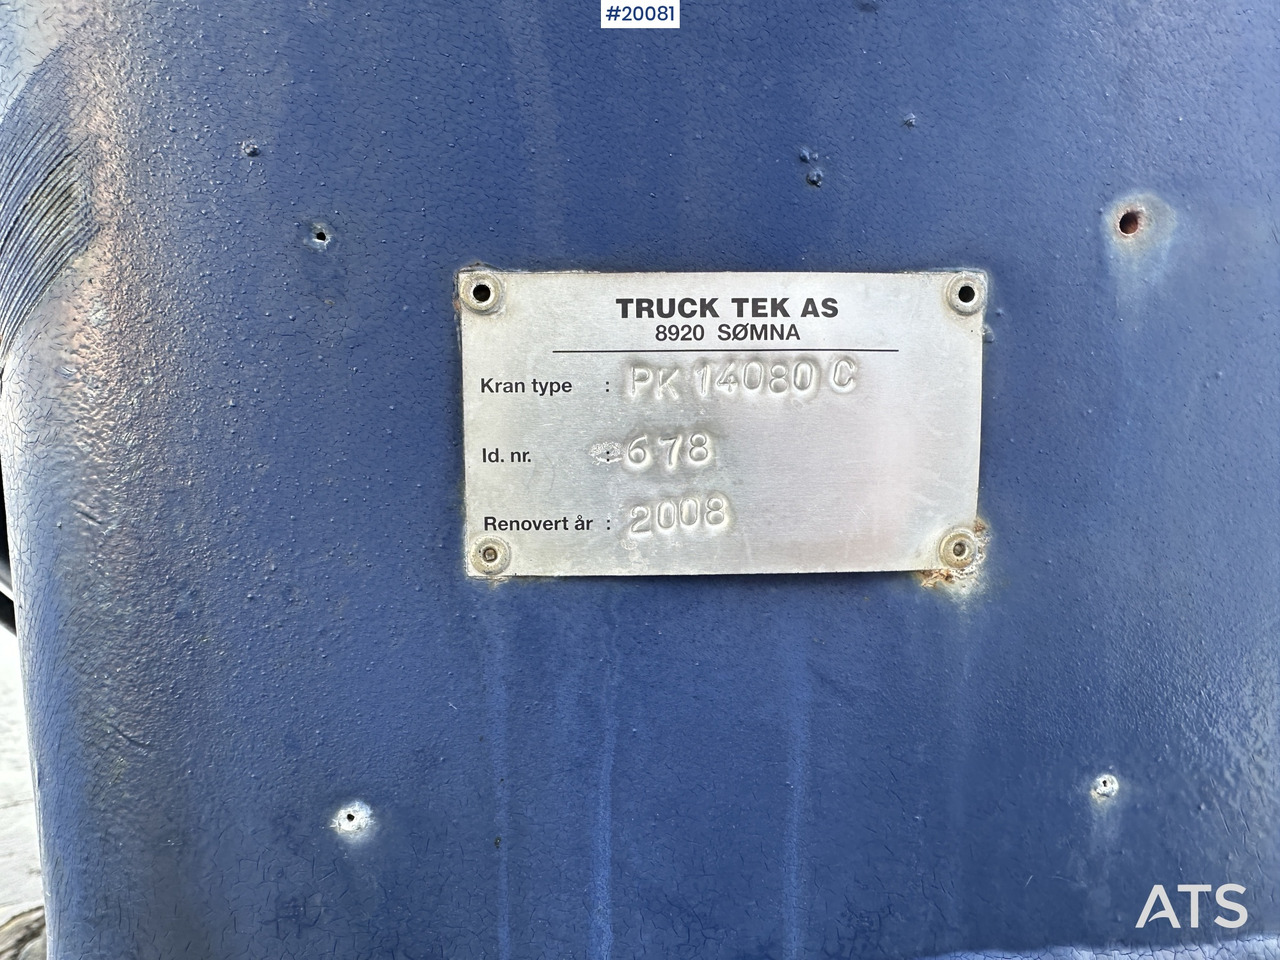 #20081
TRUCK TEK AS
8920 SØMNA
Kran type : PK 14080 C
Id. nr. : 678
Renovert år : 2008
ATS